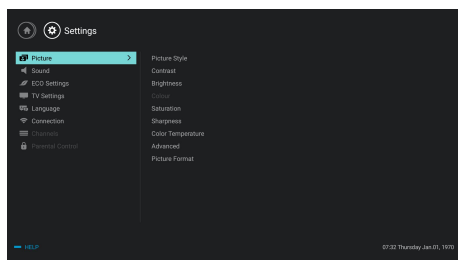 Settings
Picture
Sound
ECO Settings
TV Settings
Language
Connection
Channels
Parental Control
Picture Style
Contrast
Brightness
Colour
Saturation
Sharpness
Color Temperature
Advanced
Picture Format
HELP
07:32 Thursday Jan.01, 1970